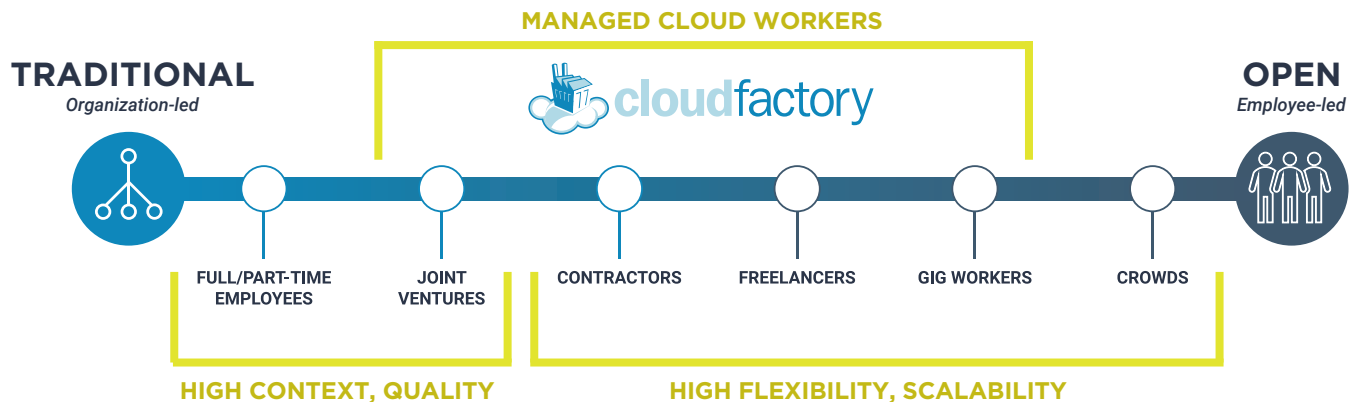 MANAGED CLOUD WORKERS
TRADITIONAL
Organization-led
cloudfactory
OPEN
Employee-led
FULL/PART-TIME
EMPLOYEES
JOINT
VENTURES
CONTRACTORS
FREELANCERS
GIG WORKERS
CROWDS
HIGH CONTEXT, QUALITY
HIGH FLEXIBILITY, SCALABILITY